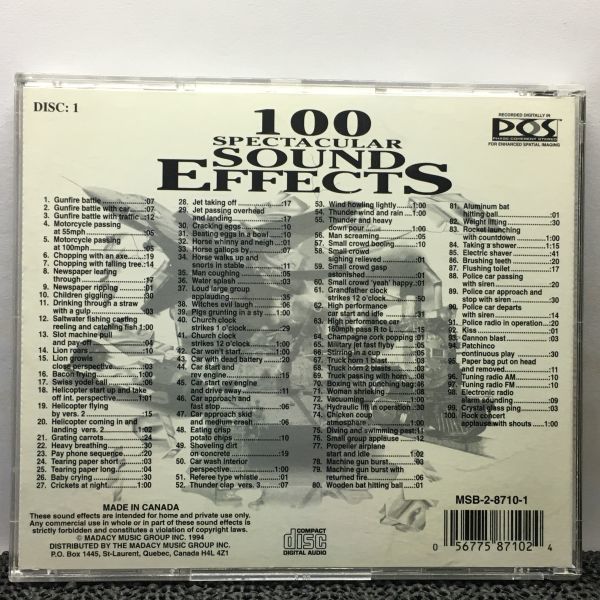 DISC: 1
100
SPECTACULAR
SOUND
EFFECTS
RECORDED DIGITALLY IN
PCS
PHASE COHERENT STEREO
FOR ENHANCED SPATIAL IMAGING
1. Gunfire battle :07
2. Gunfire battle with car :07
3. Gunfire battle with traffic :12
4. Motorcycle passing
at 55mph :05
5. Motorcycle passing
at 100mph :05
6. Chopping with an axe :19
7. Chopping with falling tree :14
8. Newspaper leafing
through :17
9. Newspaper ripping :01
10. Children giggling :30
11. Drinking through a straw
with a gulp :03
12. Saltwater fishing casting
reeling and catching fish 1:00
13. Slot machine pull
and pay off :04
14. Lion roars :10
15. Lion growls
close perspective :03
16. Bacon frying 1:00
17. Swiss yodel call :06
18. Helicopter start up and take
off int. perspective 1:01
19. Helicopter flying
by vers. 2 :15
20. Helicopter coming in and
landing vers. 2 1:02
21. Grating carrots :24
22. Heavy breathing :30
23. Pay phone sequence :20
24. Tearing paper short :03
25. Tearing paper long :04
26. Baby crying :30
27. Crickets at night 1:00
28. Jet taking off :17
29. Jet passing overhead
and landing :17
30. Cracking eggs :10
31. Beating eggs in a bowl :10
32. Horse whinny and neigh :01
33. Horse gallops by :07
34. Horse walks up and
snorts in stable :11
35. Man coughing :05
36. Water splash :03
37. Loud large group
applauding :31
38. Witches evil laugh :06
39. Pigs grunting in a sty :10
40. Church clock
strikes 1 o'clock :29
41. Church clock
strikes 12 o'clock 1:00
42. Car won't start 1:00
43. Car with dead battery :20
44. Car start and
rev engine :15
45. Car start rev engine
and drive away :11
46. Car approach and
fast stop :06
47. Car approach skid
and medium crash :06
48. Eating crisp
potato chips :10
49. Shoveling dirt
on concrete :19
50. Car wash interior
perspective 1:00
51. Referee type whistle :01
52. Thunder clap vers. 2 :07
53. Wind howling lightly 1:00
54. Thunder wind and rain :10
55. Thunder and heavy
down pour 1:00
56. Man screaming :05
57. Small crowd booing :10
58. Small crowd
sighing relieved :01
59. Small crowd gasp
astonished :03
60. Small crowd 'yeah' happy :01
61. Grandfather clock
strikes 12 o'clock :50
62. High performance
car start and idle 1:01
63. High performance car
100mph pass R to L :15
64. Champagne cork popping :01
65. Military jet fast flyby :05
66. Stirring in a cup :10
67. Truck horn 1 blast :03
68. Truck horn 2 blasts :03
69. Truck passing with horn :06
70. Boxing with punching bag :46
71. Woman shriek :08
72. Vacuuming 1:00
73. Hydraulic lift in operation :30
74. Chicken coup
atmosphere 1:00
75. Diving and swimming past :14
76. Small group applause :12
77. Propeller airplane
start and idle 1:02
78. Machine gun burst :03
79. Machine gun burst with
returned fire :06
80. Wooden bat hitting ball :01
81. Aluminum bat
hitting ball :01
82. Weight lifting :30
83. Rocket launching
with countdown 1:00
84. Taking a shower 1:15
85. Electric shaver :41
86. Brushing teeth :20
87. Flushing toilet :17
88. Police car passing
with siren :20
89. Police car approach and
stop with siren :30
90. Police car departs
with siren :30
91. Police radio in operation :20
92. Kiss :01
93. Cannon blast :03
94. Patchinco
continuous play :30
95. Paper bag put on head
and removed :11
96. Tuning radio AM :10
97. Tuning radio FM :10
98. Electronic radio
alarm sounding :09
99. Crystal glass ping :03
100. Rock concert
applause with shouts 1:00
MADE IN CANADA
These sound effects are intended for home and private use only.
Any commercial use in whole or in part of these sound effects is
strictly forbidden and constitutes a violation of copyright laws.
© MADACY MUSIC GROUP INC. 1994
DISTRIBUTED BY THE MADACY MUSIC GROUP INC.
P.O. Box 1445, St-Laurent, Quebec, Canada H4L 4Z1
COMPACT
disc
DIGITAL AUDIO
MSB-2-8710-1
0 56775 87102 4